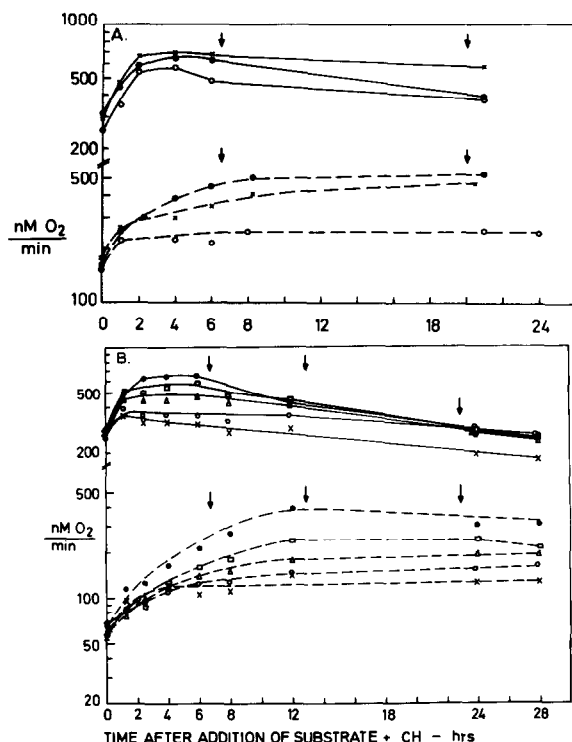 1000
A.
500
200
500
nM O2
min
100
0 2 4 6 8 12 20 24
B.
500
200
500
nM O2
min
100
50
20
0 2 4 6 8 12 24 28
TIME AFTER ADDITION OF SUBSTRATE + CH - hrs